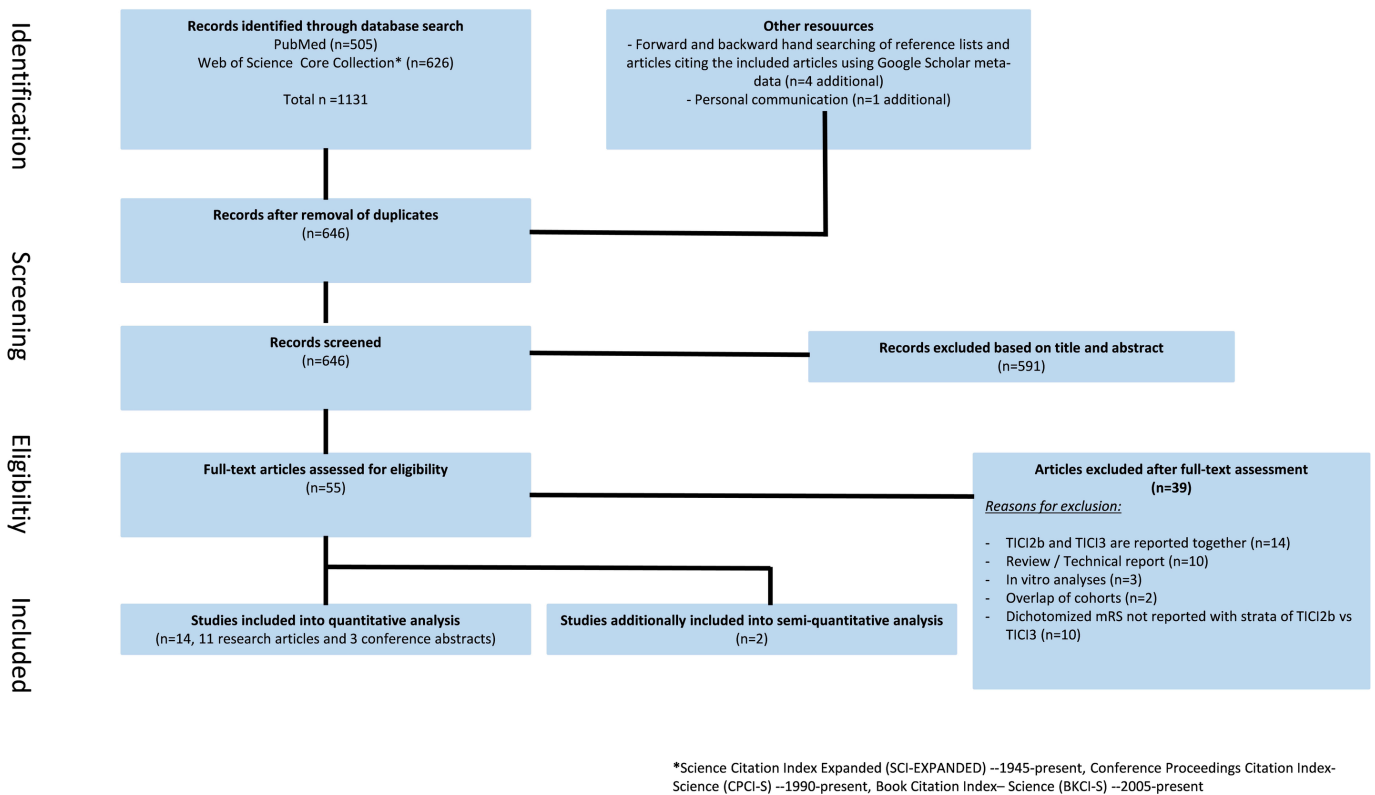 Identification
Records identified through database search
PubMed (n=505)
Web of Science  Core Collection* (n=626)
Total n =1131
Other resouurces
- Forward and backward hand searching of reference lists and
articles citing the included articles using Google Scholar meta-
data (n=4 additional)
- Personal communication (n=1 additional)
Records after removal of duplicates
(n=646)
Screening
Records screened
(n=646)
Records excluded based on title and abstract
(n=591)
Eligibiltiy
Full-text articles assessed for eligibility
(n=55)
Articles excluded after full-text assessment
(n=39)
Reasons for exclusion:
- TICI2b and TICI3 are reported together (n=14)
- Review / Technical report (n=10)
- In vitro analyses (n=3)
- Overlap of cohorts (n=2)
- Dichotomized mRS not reported with strata of TICI2b vs
TICI3 (n=10)
Included
Studies included into quantitative analysis
(n=14, 11 research articles and 3 conference abstracts)
Studies additionally included into semi-quantitative analysis
(n=2)
*Science Citation Index Expanded (SCI-EXPANDED) --1945-present, Conference Proceedings Citation Index-
Science (CPCI-S) --1990-present, Book Citation Index– Science (BKCI-S) --2005-present